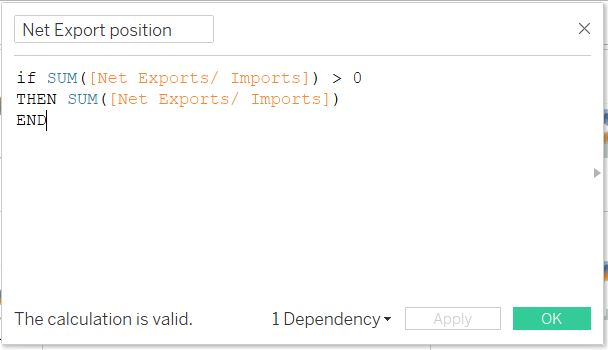 Net Export position
if SUM([Net Exports/ Imports]) > 0
THEN SUM([Net Exports/ Imports])
END
The calculation is valid.
1 Dependency
Apply
OK